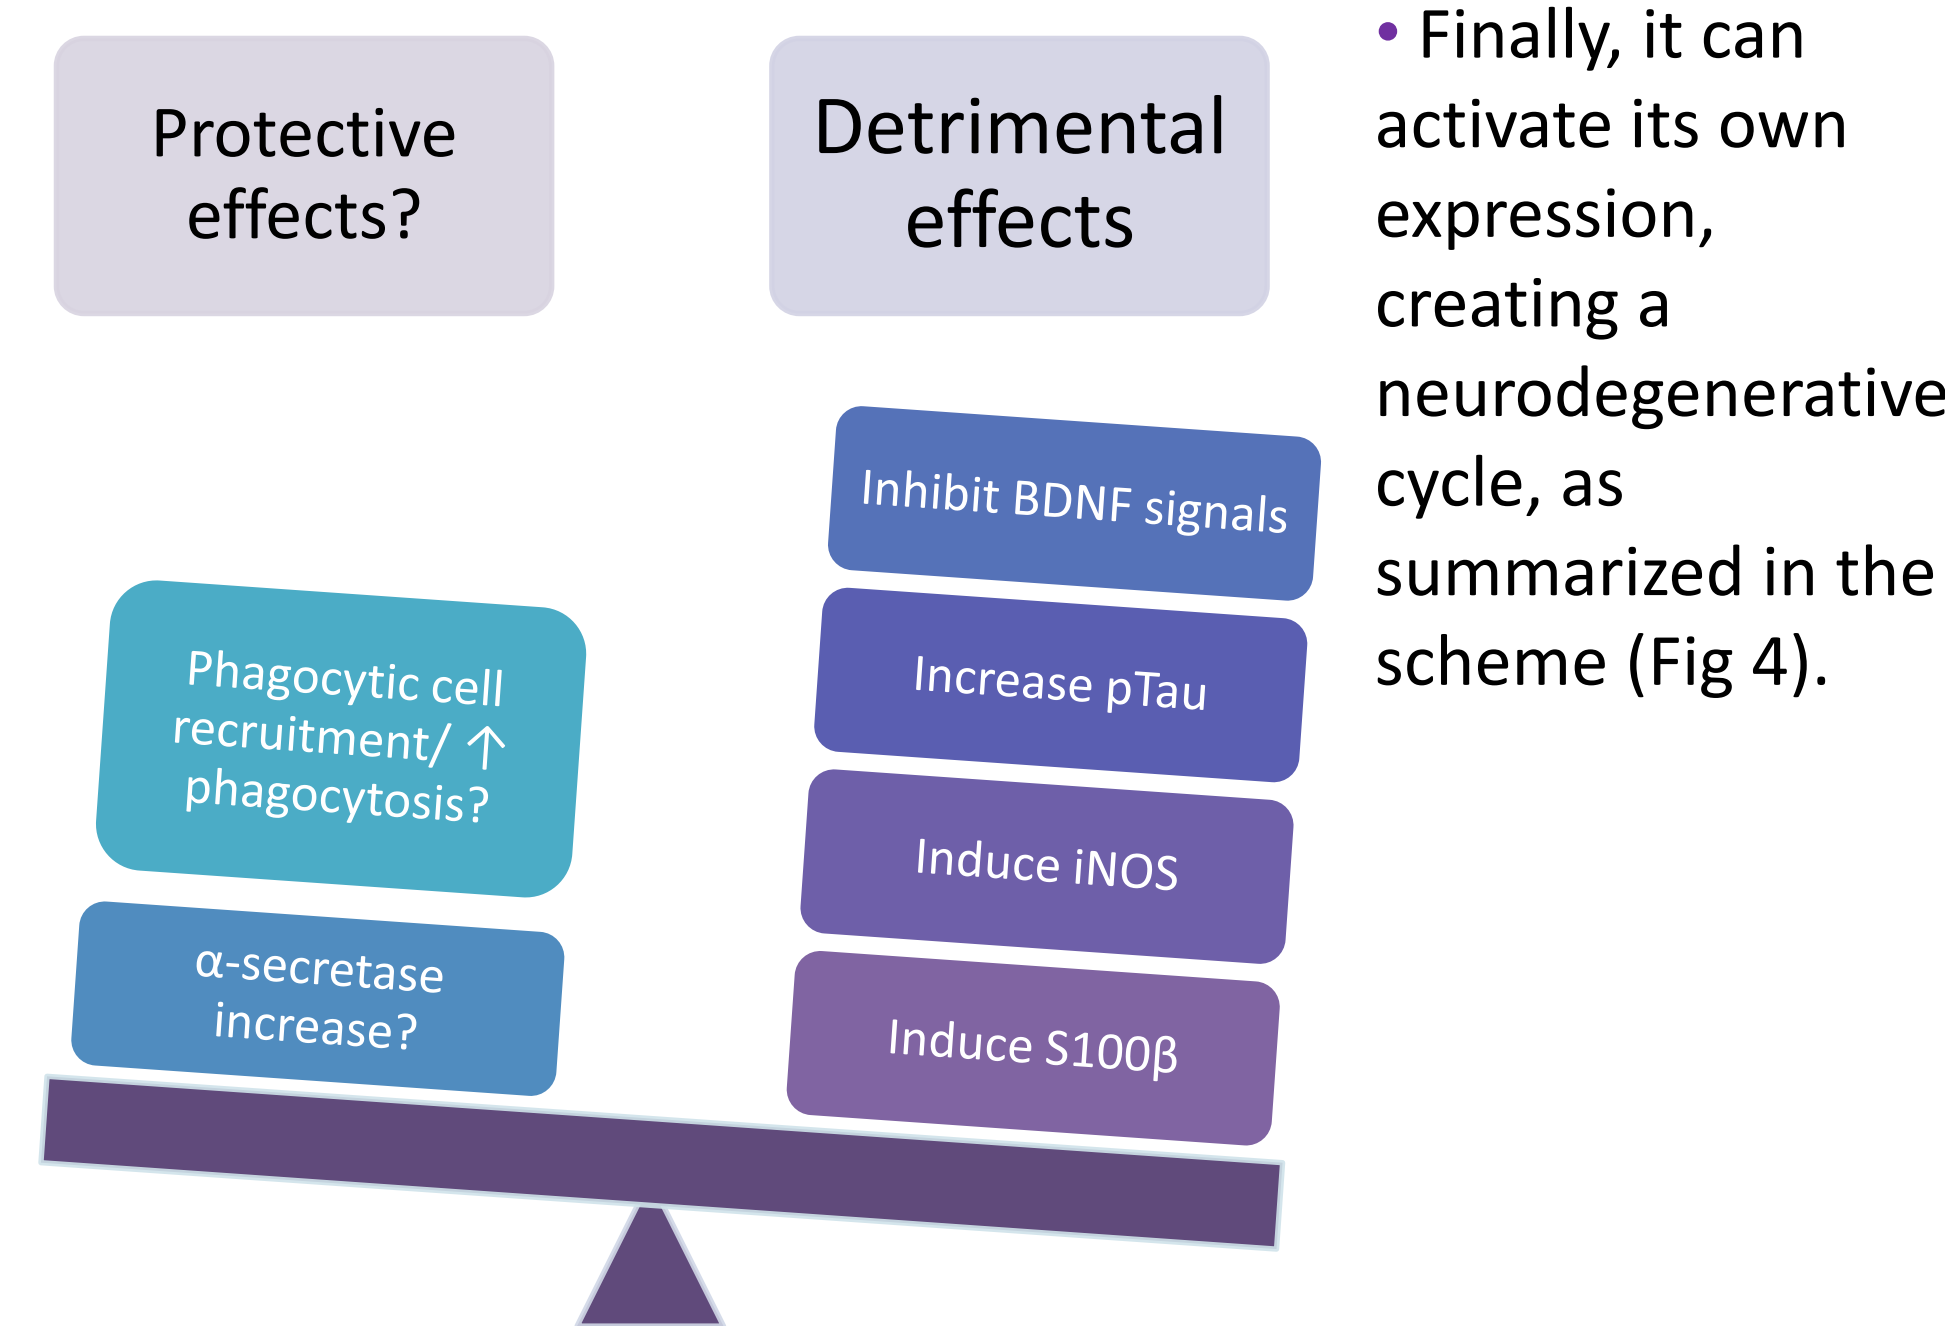 Protective
effects?
Detrimental
effects
Phagocytic cell
recruitment/ ↑
phagocytosis?
α-secretase
increase?
Inhibit BDNF signals
Increase pTau
Induce iNOS
Induce S100β
• Finally, it can
activate its own
expression,
creating a
neurodegenerative
cycle, as
summarized in the
scheme (Fig 4).